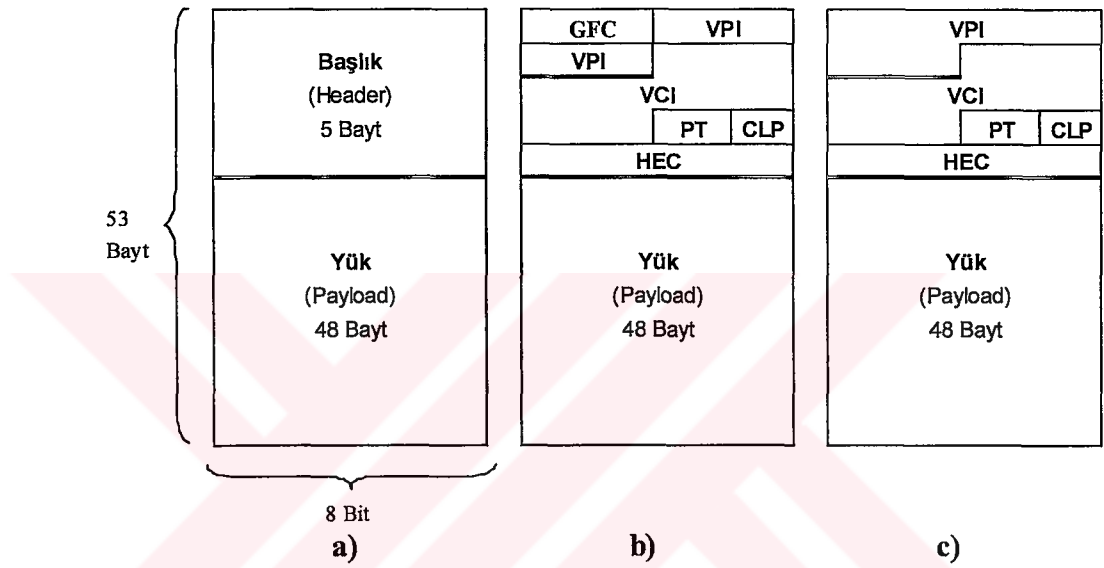 Başlık
(Header)
5 Bayt
Yük
(Payload)
48 Bayt
53
Bayt
8 Bit
a)
GFC VPI
VPI
VCI
PT CLP
HEC
Yük
(Payload)
48 Bayt
b)
VPI
VCI
PT CLP
HEC
Yük
(Payload)
48 Bayt
c)